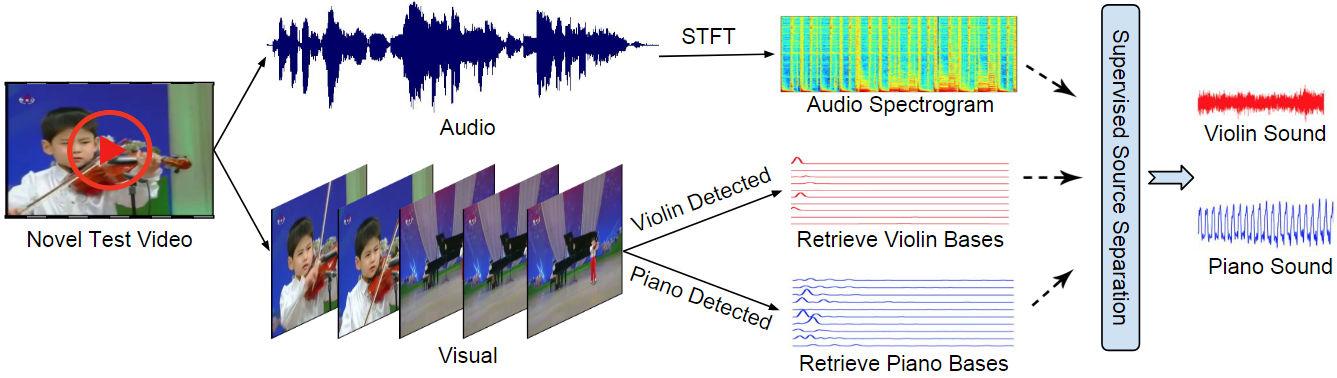 Novel Test Video
Audio
STFT
Audio Spectrogram
Visual
Violin Detected
Retrieve Violin Bases
Piano Detected
Retrieve Piano Bases
Supervised Source Separation
Violin Sound
Piano Sound